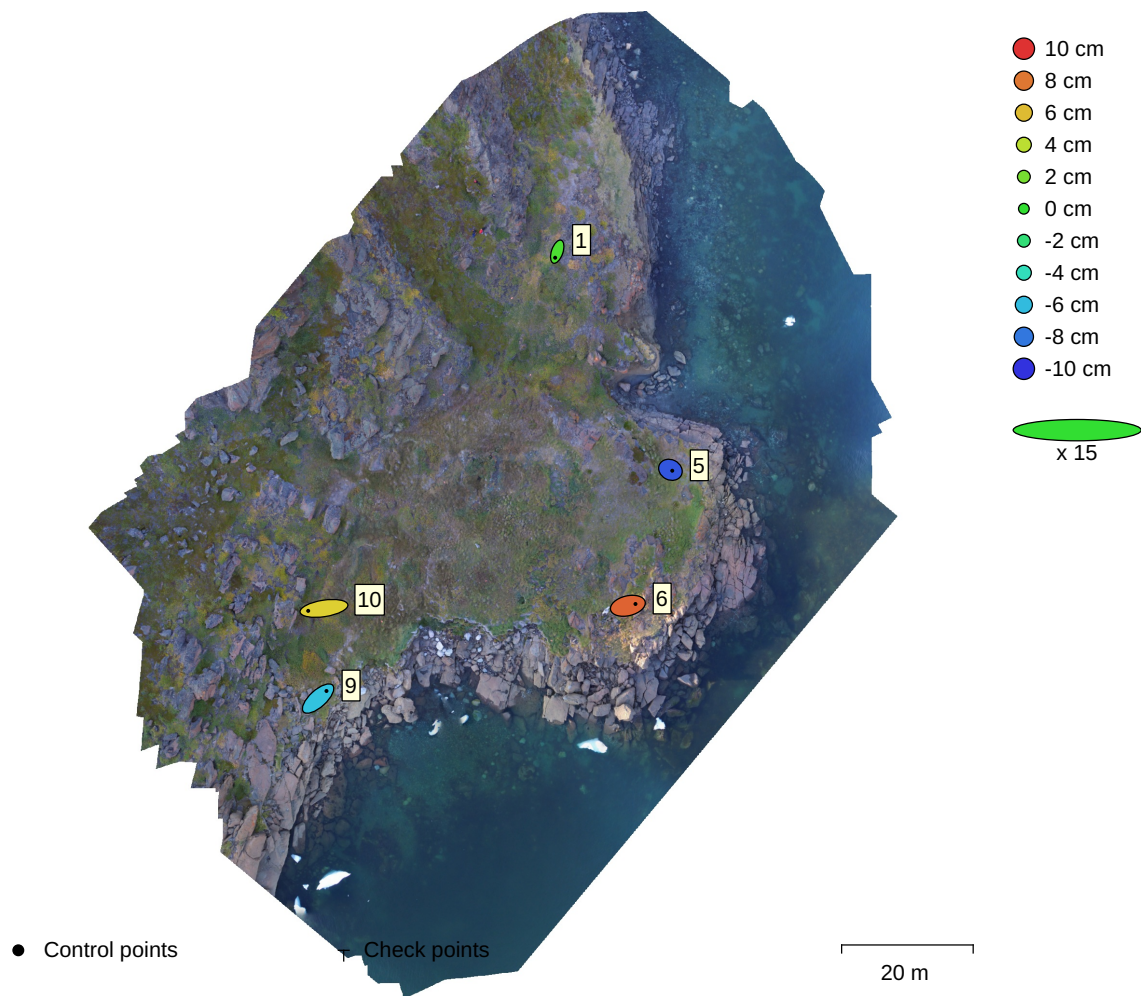 10 cm
8 cm
6 cm
4 cm
2 cm
0 cm
-2 cm
-4 cm
-6 cm
-8 cm
-10 cm
x 15
1
5
6
10
9
Control points
Check points
20 m